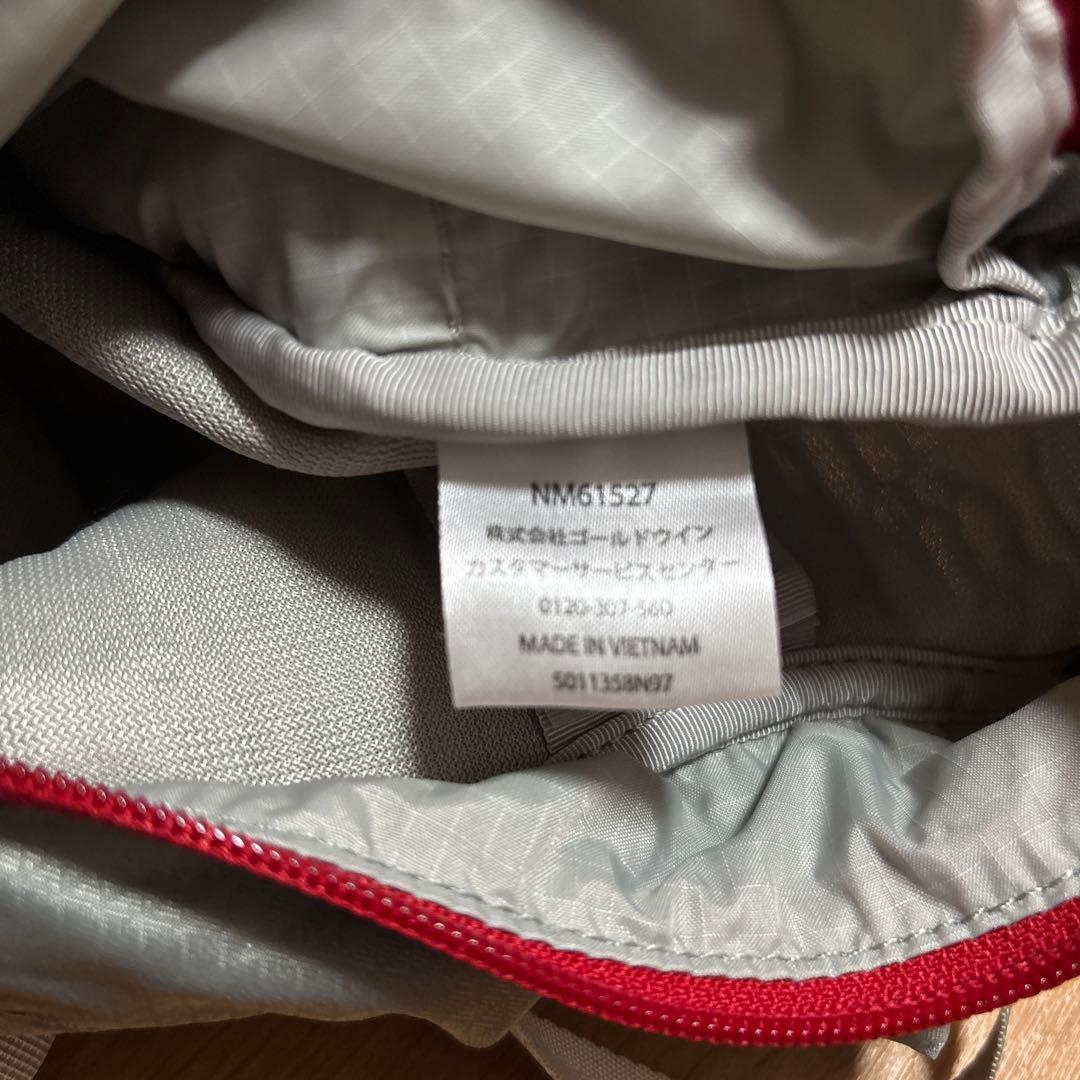 NM61527
株式会社ゴールドウイン
カスタマーサービスセンター
0120-307-560
MADE IN VIETNAM
5011358N97